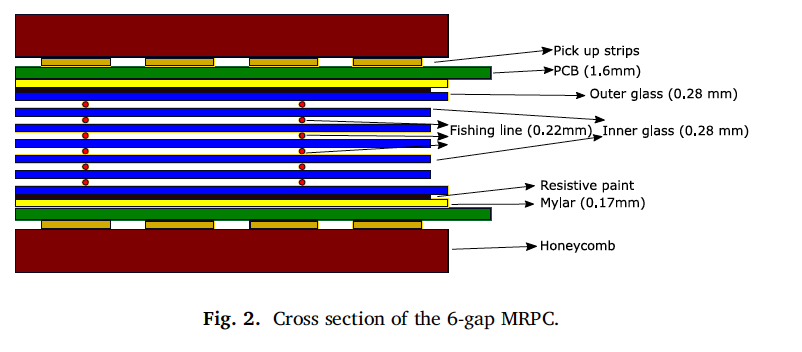 Pick up strips
PCB (1.6mm)
Outer glass (0.28 mm)
Fishing line (0.22mm)
Inner glass (0.28 mm)
Resistive paint
Mylar (0.17mm)
Honeycomb
Fig. 2. Cross section of the 6-gap MRPC.